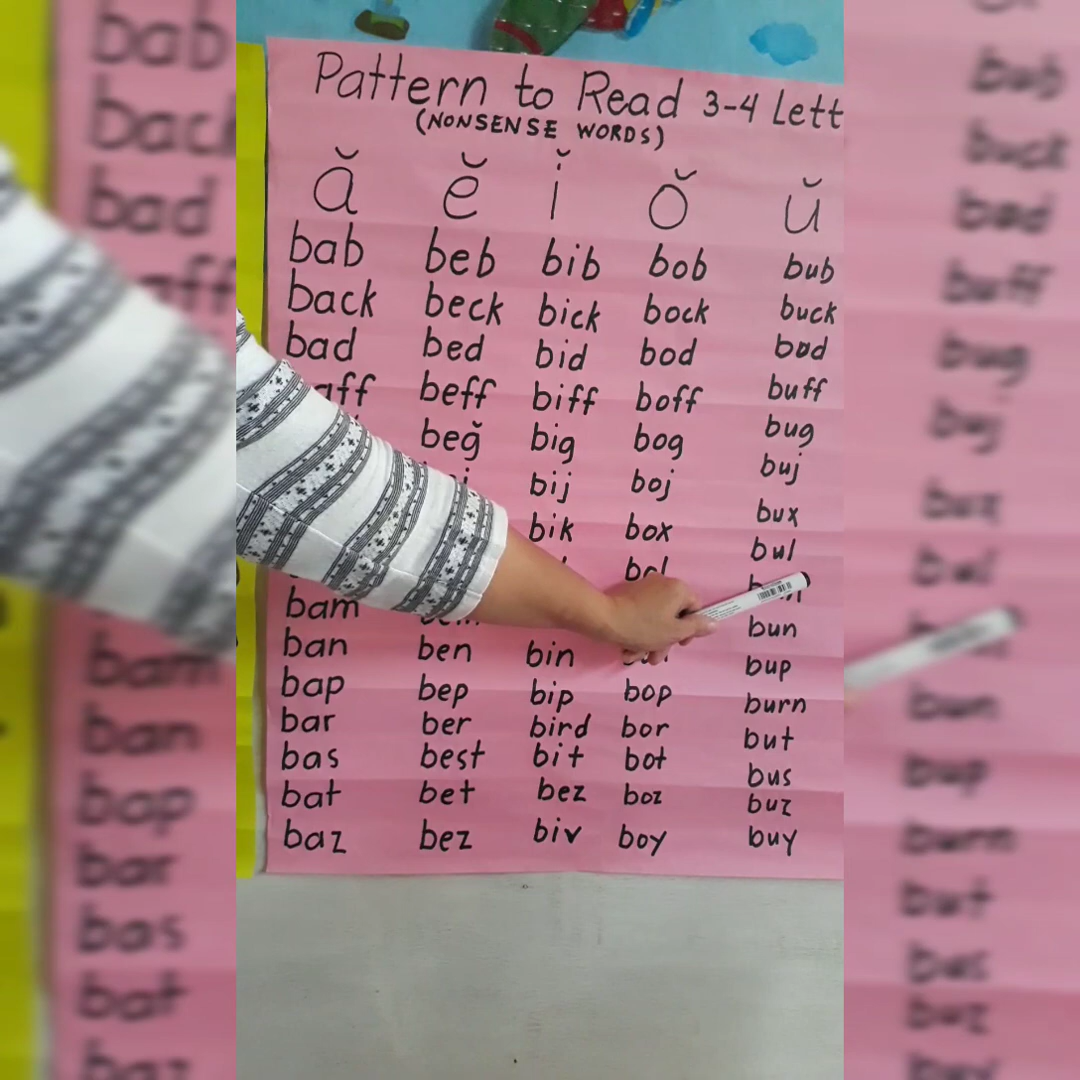 Pattern to Read 3-4 Lett
(NONSENSE WORDS)
ă ĕ ĭ ŏ ŭ
bab beb bib bob bub
back beck bick bock buck
bad bed bid bod bud
beff biff boff buff
beğ big bog bug
bij boj buj
bik box bux
bol bul
bam
ban ben bin bun
bap bep bip bop bup
bar ber bird bor burn
bas best bit bot but
bat bet bez boz bus
baz bez biv boy buz
buy